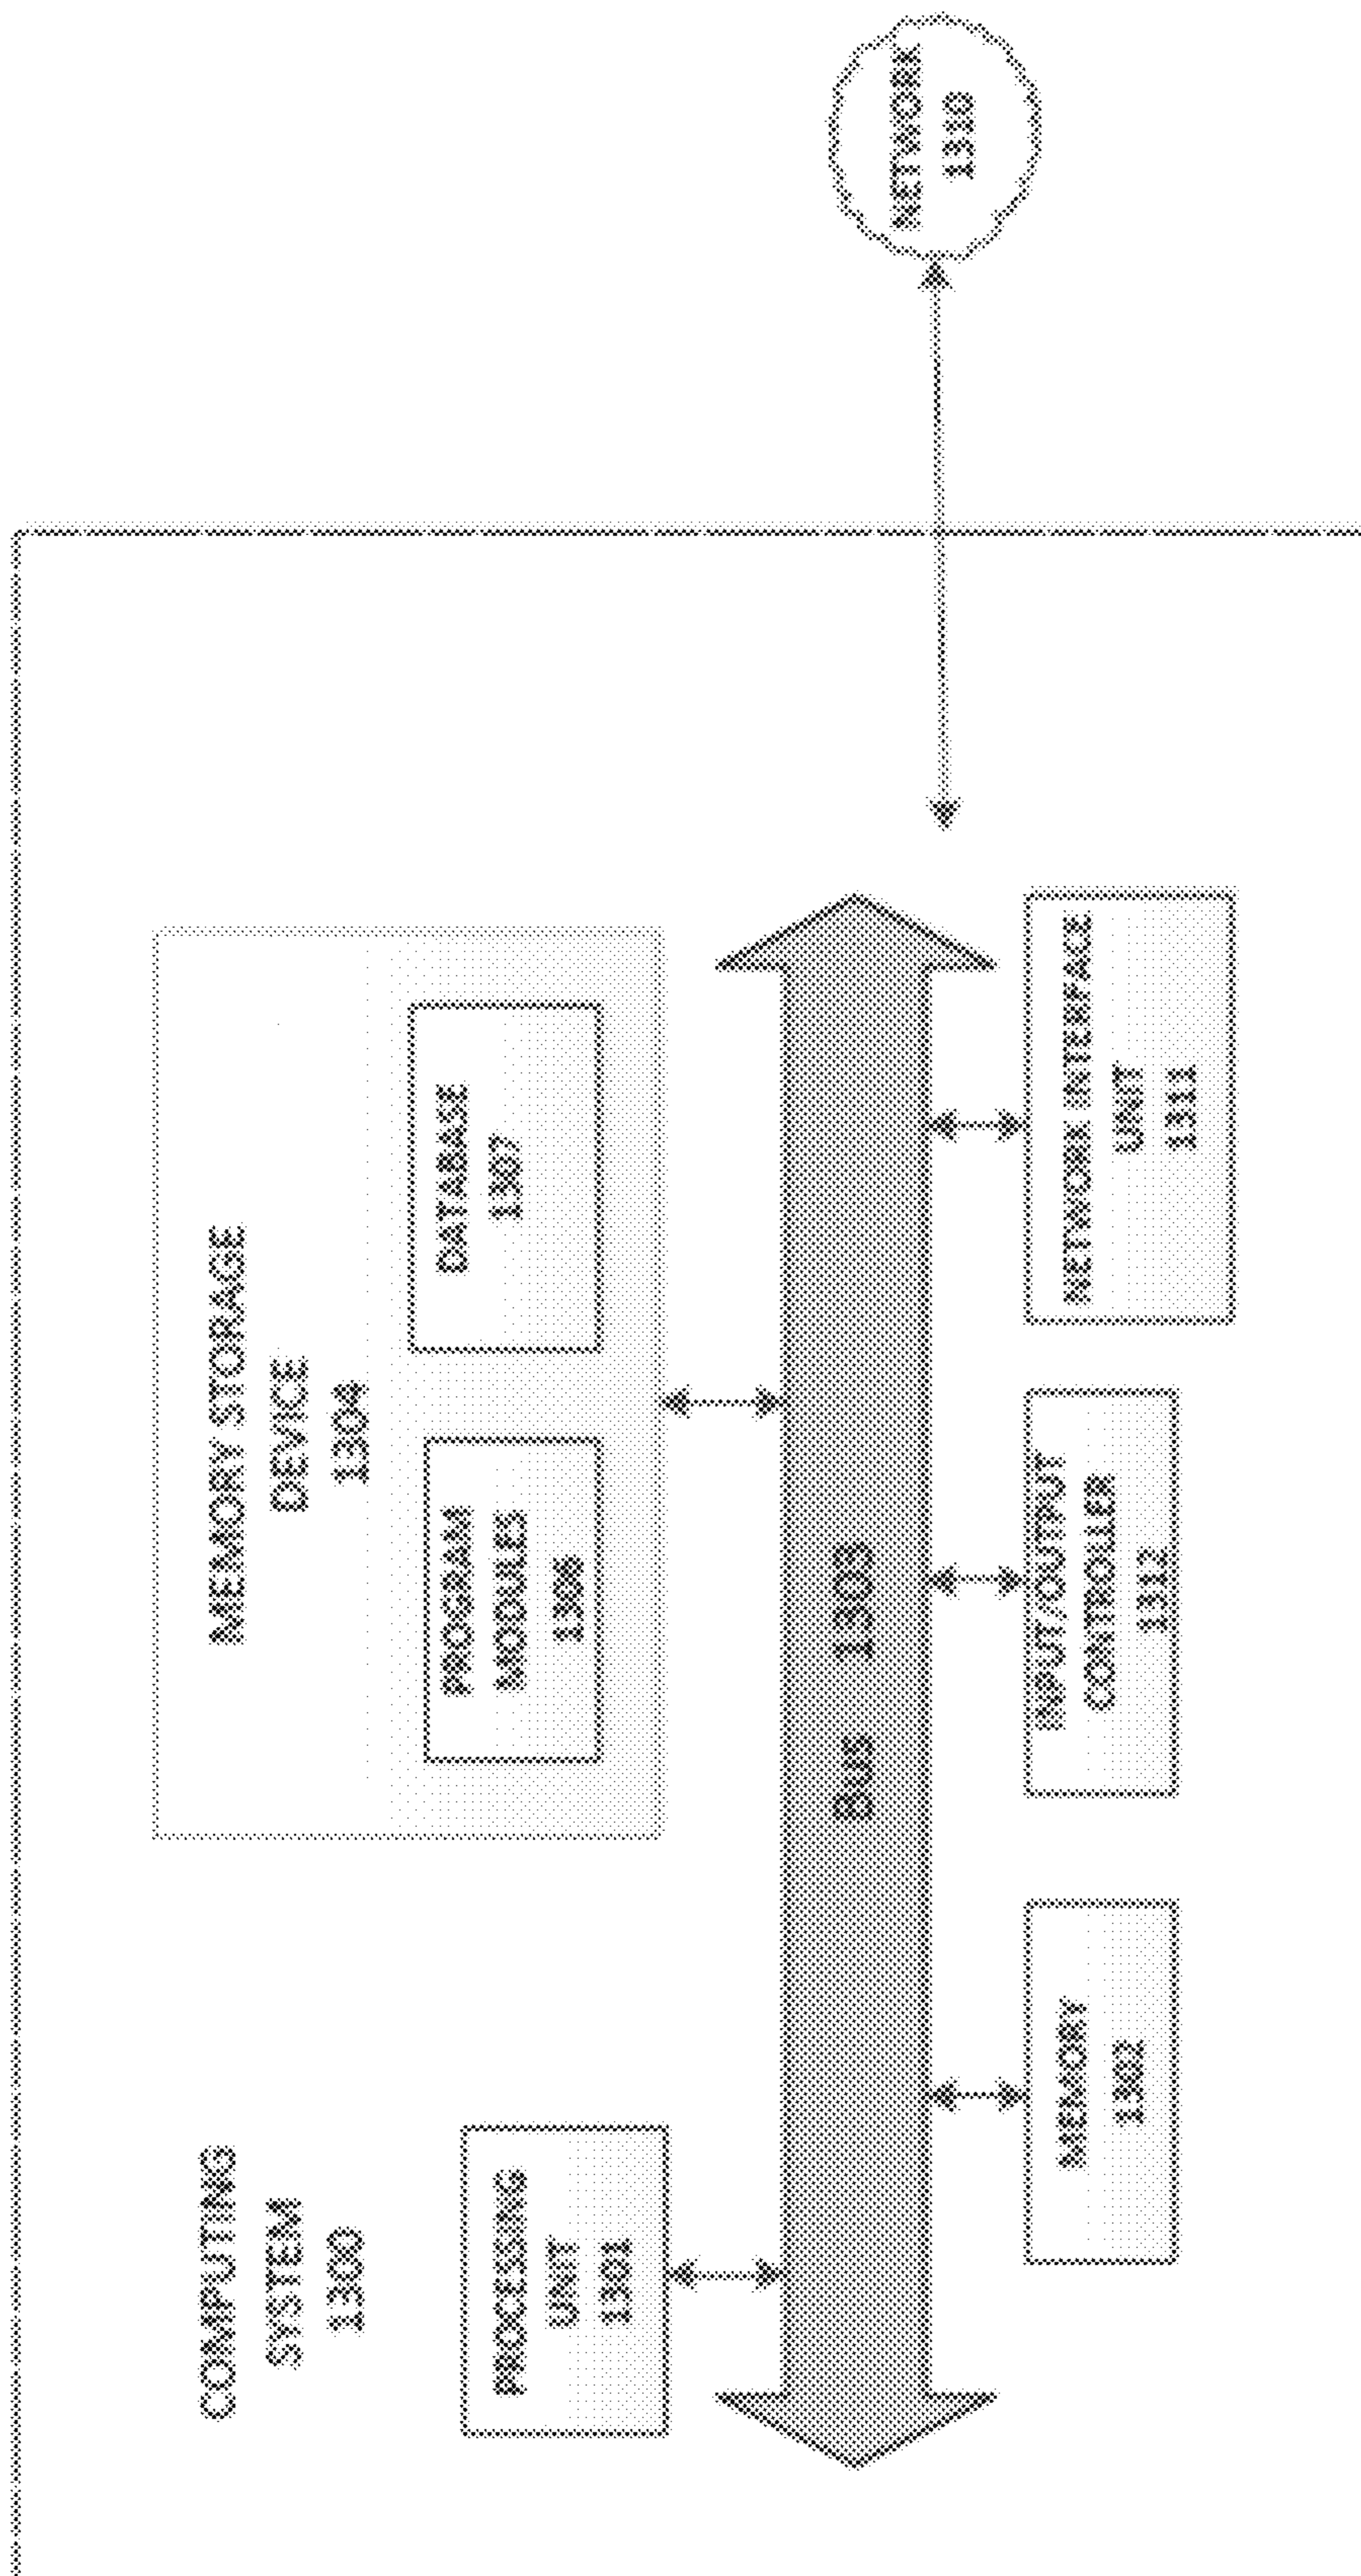 COMPUTING
SYSTEM
1300
MEMORY STORAGE
DEVICE
1304
PROCESSING
UNIT
1301
PROGRAM
MODULES
1306
DATABASE
1307
Bus
MEMORY
1302
INPUT/OUTPUT
CONTROLLER
1312
NETWORK INTERFACE
UNIT
1311
NETWORK
1310